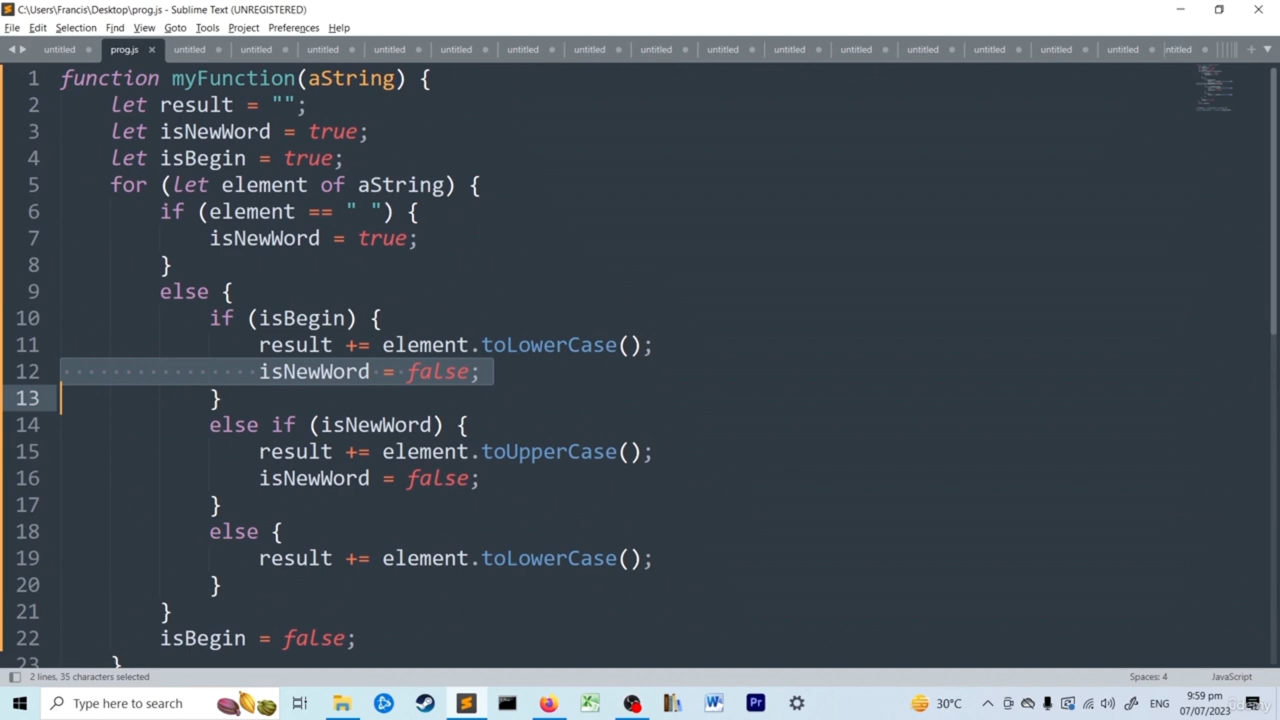 C:\Users\Francis\Desktop\prog.js - Sublime Text (UNREGISTERED)
File Edit Selection Find View Goto Tools Project Preferences Help
untitled prog.js untitled untitled untitled untitled untitled untitled untitled untitled untitled untitled untitled untitled untitled untitled untitled ntitled
1 function myFunction(aString) {
2 let result = "";
3 let isNewWord = true;
4 let isBegin = true;
5 for (let element of aString) {
6 if (element == " ") {
7 isNewWord = true;
8 }
9 else {
10 if (isBegin) {
11 result += element.toLowerCase();
12 isNewWord = false;
13 }
14 else if (isNewWord) {
15 result += element.toUpperCase();
16 isNewWord = false;
17 }
18 else {
19 result += element.toLowerCase();
20 }
21 }
22 isBegin = false;
23 }
2 lines, 35 characters selected Spaces: 4 JavaScript
Type here to search 30°C ENG 9:59 pm
07/07/2023
ûdemy